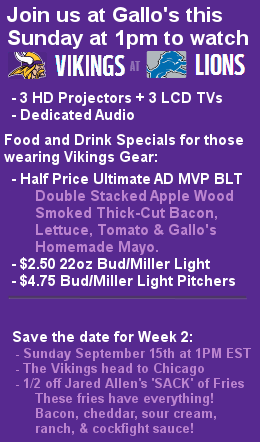 Join us at Gallo's this
Sunday at 1pm to watch
VIKINGS AT LIONS
- 3 HD Projectors + 3 LCD TVs
- Dedicated Audio
Food and Drink Specials for those
wearing Vikings Gear:
- Half Price Ultimate AD MVP BLT
Double Stacked Apple Wood
Smoked Thick-Cut Bacon,
Lettuce, Tomato & Gallo's
Homemade Mayo.
- $2.50 22oz Bud/Miller Light
- $4.75 Bud/Miller Light Pitchers
Save the date for Week 2:
- Sunday September 15th at 1PM EST
- The Vikings head to Chicago
- 1/2 off Jared Allen's 'SACK' of Fries
These fries have everything!
Bacon, cheddar, sour cream,
ranch, & cockfight sauce!